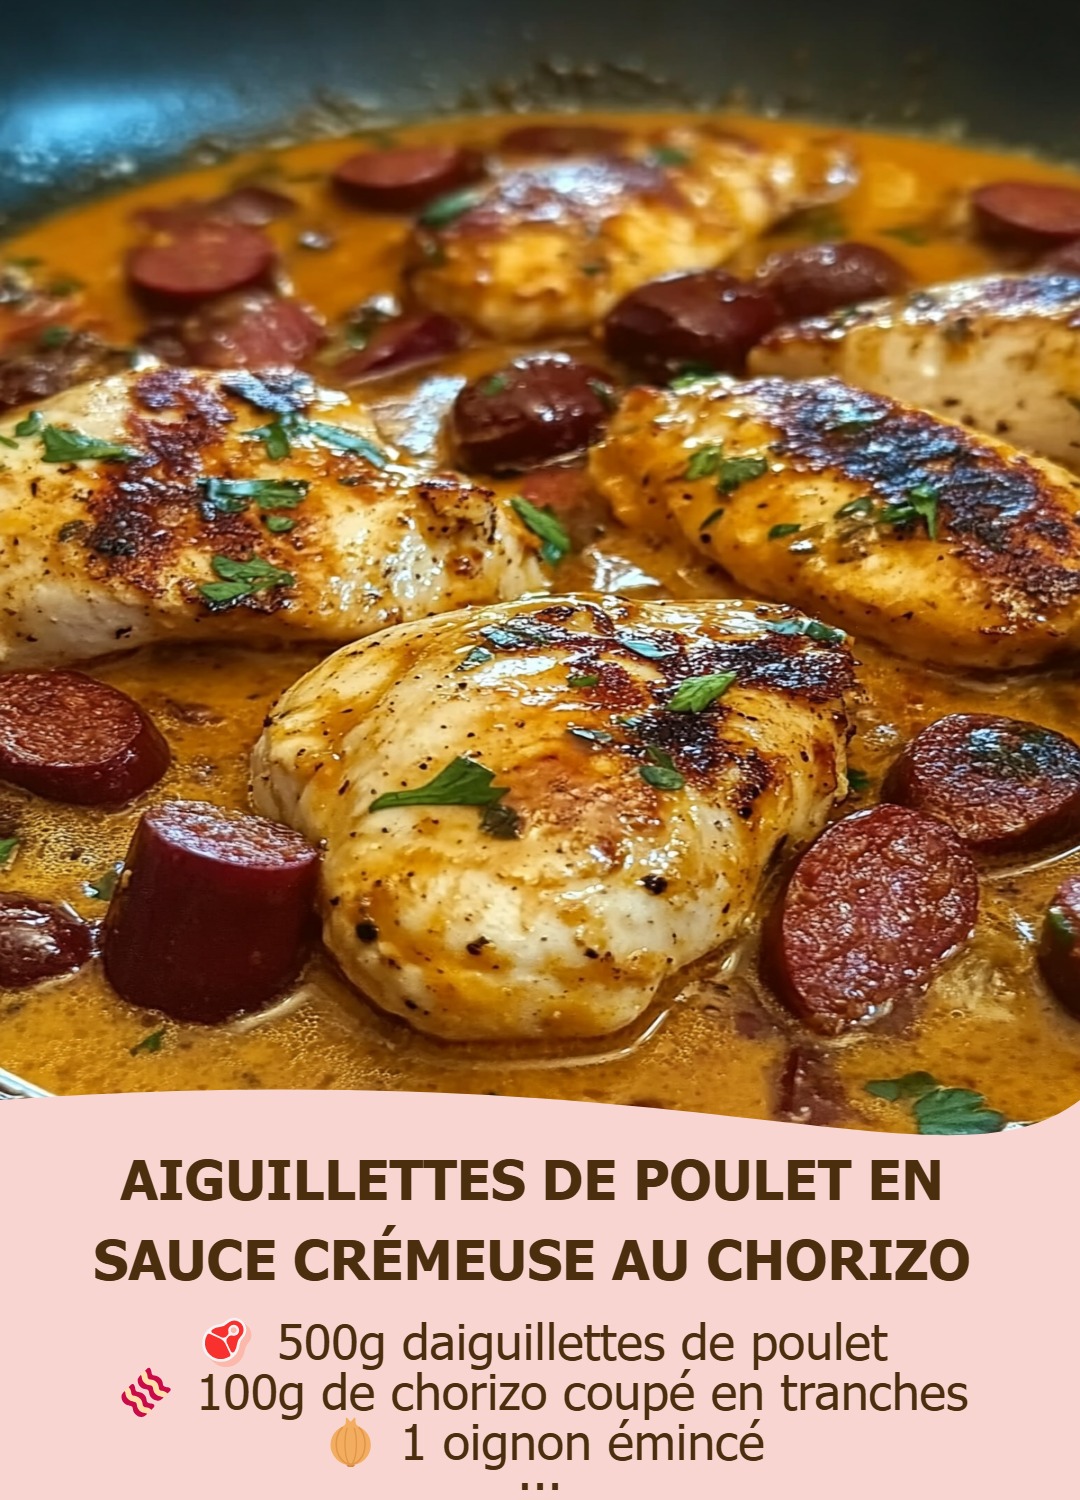 AIGUILLETTES DE POULET EN
SAUCE CRÉMEUSE AU CHORIZO
500g daiguillettes de poulet
100g de chorizo coupé en tranches
1 oignon émincé
...